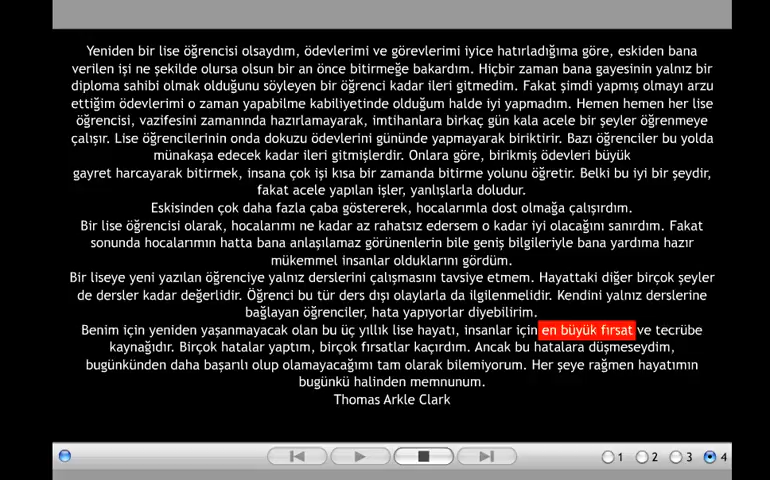 Yeniden bir lise öğrencisi olsaydım, ödevlerimi ve görevlerimi iyice hatırladığıma göre, eskiden bana
verilen işi ne şekilde olursa olsun bir an önce bitirmeğe bakardım. Hiçbir zaman bana gayesinin yalnız bir
diploma sahibi olmak olduğunu söyleyen bir öğrenci kadar ileri gitmedim. Fakat şimdi yapmış olmayı arzu
ettiğim ödevlerimi o zaman yapabilme kabiliyetinde olduğum halde iyi yapmadım. Hemen hemen her lise
öğrencisi, vazifesini zamanında hazırlamayarak, imtihanlara birkaç gün kala acele bir şeyler öğrenmeye
çalışır. Lise öğrencilerinin onda dokuzu ödevlerini gününde yapmayarak biriktirir. Bazı öğrenciler bu yolda
münakaşa edecek kadar ileri gitmişlerdir. Onlara göre, birikmiş ödevleri büyük
gayret harcayarak bitirmek, insana çok işi kısa bir zamanda bitirme yolunu öğretir. Belki bu iyi bir şeydir,
fakat acele yapılan işler, yanlışlarla doludur.
Eskisinden çok daha fazla çaba göstererek, hocalarımla dost olmağa çalışırdım.
Bir lise öğrencisi olarak, hocalarımı ne kadar az rahatsız edersem o kadar iyi olacağını sanırdım. Fakat
sonunda hocalarımın hatta bana anlaşılamaz görünenlerin bile geniş bilgileriyle bana yardıma hazır
mükemmel insanlar olduklarını gördüm.
Bir liseye yeni yazılan öğrenciye yalnız derslerini çalışmasını tavsiye etmem. Hayattaki diğer birçok şeyler
de dersler kadar değerlidir. Öğrenci bu tür ders dışı olaylarla da ilgilenmelidir. Kendini yalnız derslerine
bağlayan öğrenciler, hata yapıyorlar diyebilirim.
Benim için yeniden yaşanmayacak olan bu üç yıllık lise hayatı, insanlar için en büyük fırsat ve tecrübe
kaynağıdır. Birçok hatalar yaptım, birçok fırsatlar kaçırdım. Ancak bu hatalara düşmeseydim,
bugünkünden daha başarılı olup olamayacağımı tam olarak bilemiyorum. Her şeye rağmen hayatımın
bugünkü halinden memnunum.
Thomas Arkle Clark
1 2 3 4